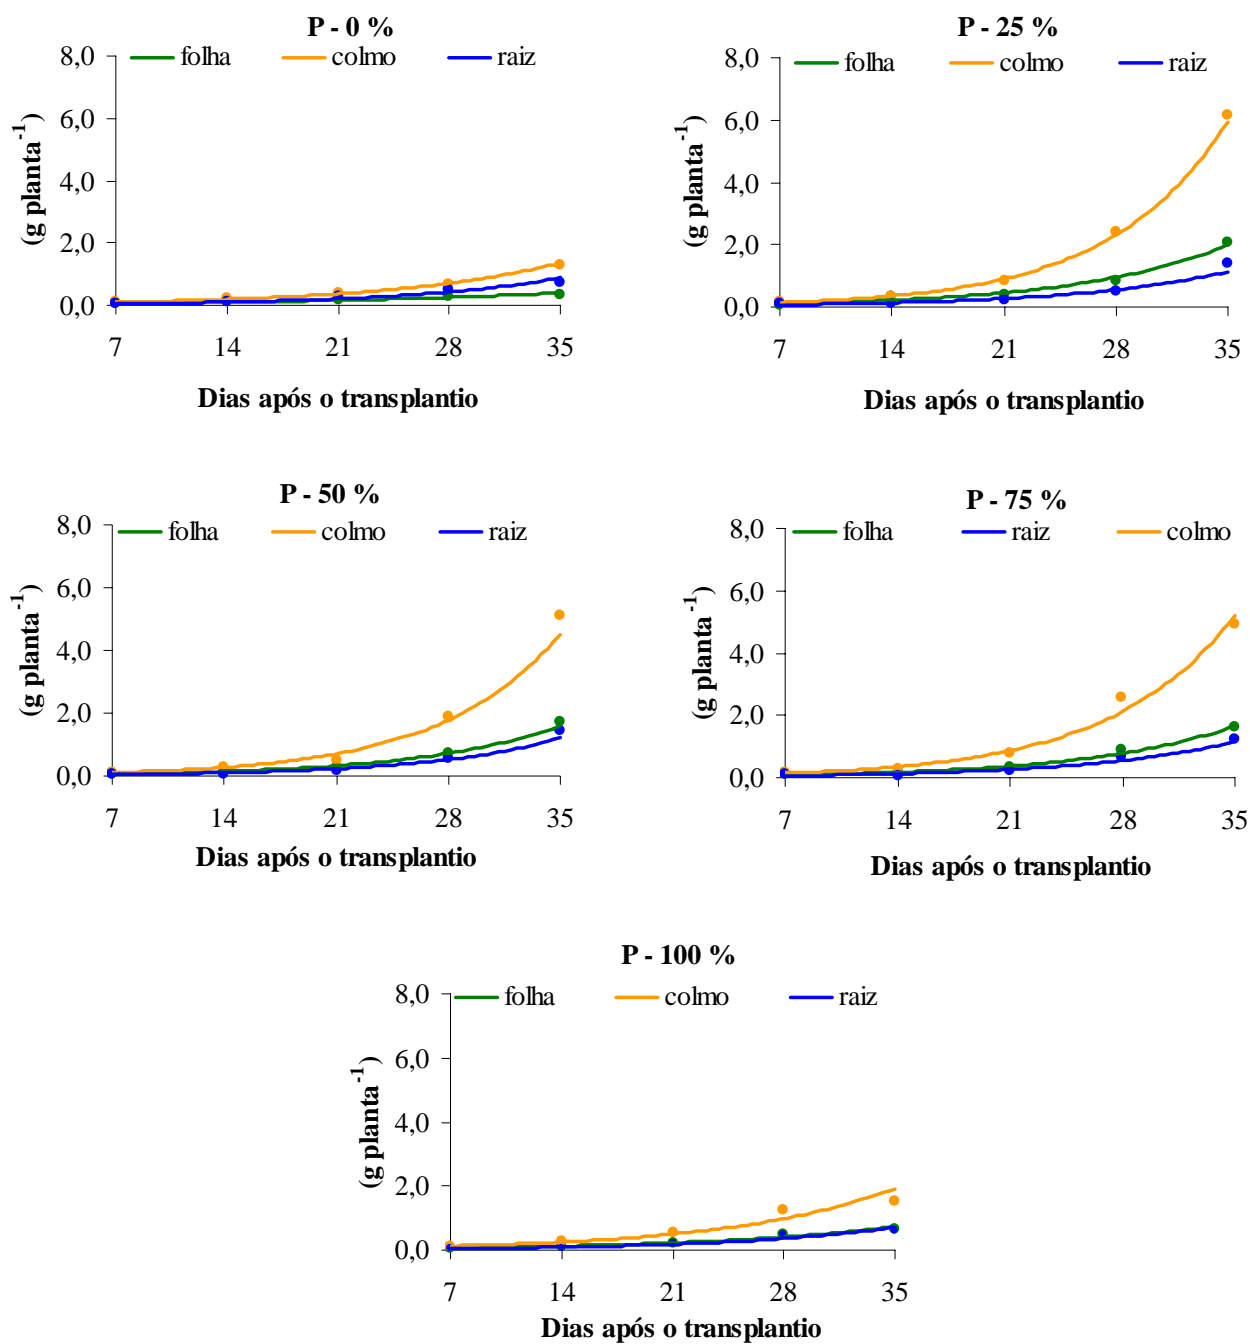 P - 0 %
folha colmo raiz
8,0
6,0
4,0
2,0
0,0
(g planta-1)
7 14 21 28 35
Dias após o transplantio
P - 25 %
folha colmo raiz
8,0
6,0
4,0
2,0
0,0
(g planta-1)
7 14 21 28 35
Dias após o transplantio
P - 50 %
folha colmo raiz
8,0
6,0
4,0
2,0
0,0
(g planta-1)
7 14 21 28 35
Dias após o transplantio
P - 75 %
folha raiz colmo
8,0
6,0
4,0
2,0
0,0
(g planta-1)
7 14 21 28 35
Dias após o transplantio
P - 100 %
folha colmo raiz
8,0
6,0
4,0
2,0
0,0
(g planta-1)
7 14 21 28 35
Dias após o transplantio